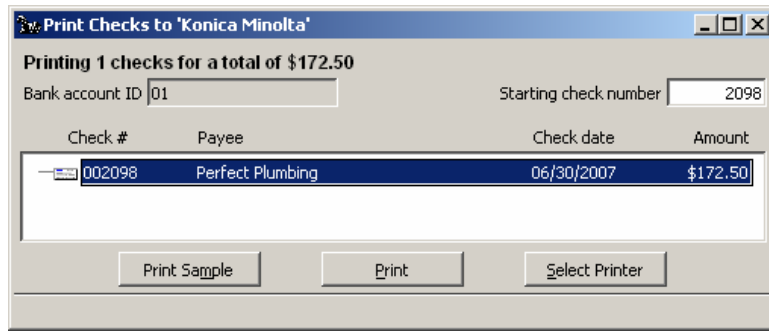 Print Checks to 'Konica Minolta'
Printing 1 checks for a total of $172.50
Bank account ID 01 Starting check number 2098
Check # Payee Check date Amount
002098 Perfect Plumbing 06/30/2007 $172.50
Print Sample Print Select Printer